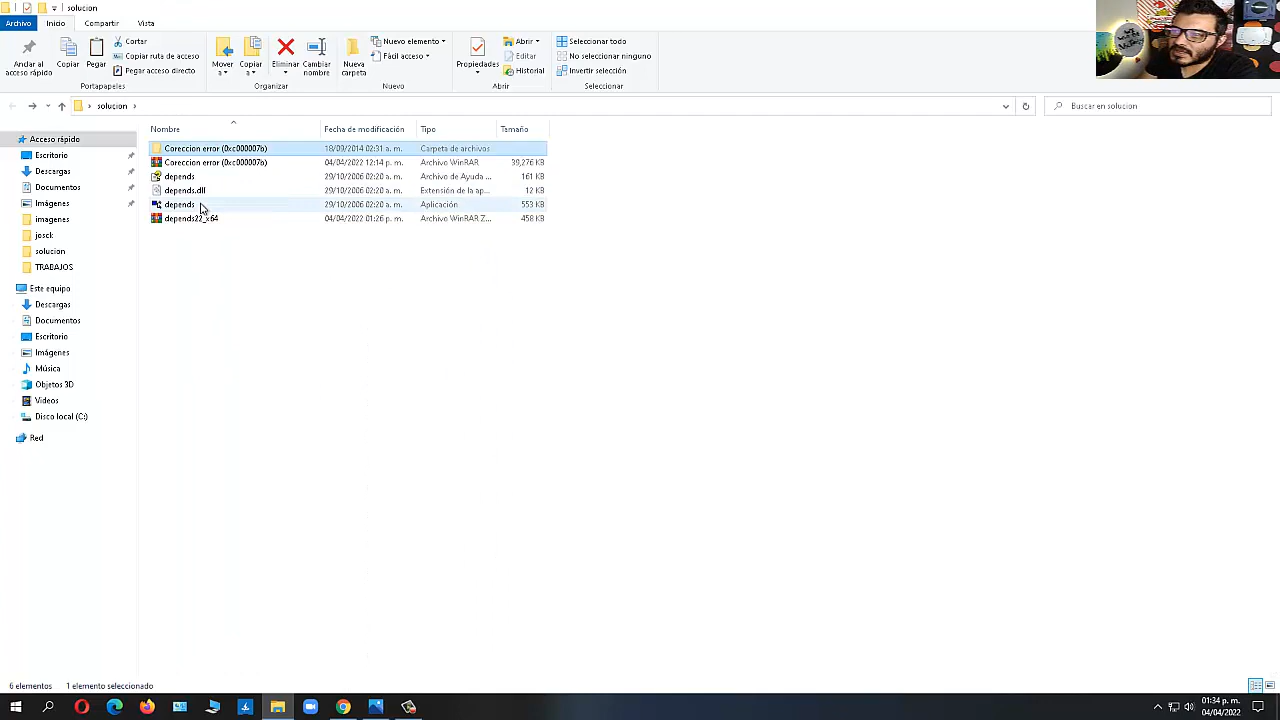 solucion
Archivo Inicio Compartir Vista
Anclar al acceso rápido
Copiar
Pegar
Cortar
Copiar ruta de acceso
Pegar acceso directo
Mover a
Copiar a
Eliminar
Cambiar nombre
Nueva carpeta
Nuevo elemento
Fácil acceso
Propiedades
Abrir
Editar
Historial
Seleccionar todo
No seleccionar ninguno
Invertir selección
Portapapeles Organizar Nuevo Abrir Seleccionar
solucion
Buscar en solucion
Nombre Fecha de modificación Tipo Tamaño
Coreccion error (0xc000007b) 18/09/2014 02:31 a. m. Carpeta de archivos
Coreccion error (0xc000007b) 04/04/2022 12:14 p. m. Archivo WinRAR 39,276 KB
depends 29/10/2006 02:20 a. m. Archivo de Ayuda ... 161 KB
depends.dll 29/10/2006 02:20 a. m. Extensión de la ap... 12 KB
depends 29/10/2006 02:20 a. m. Aplicación 553 KB
depends22_x64 04/04/2022 01:26 p. m. Archivo WinRAR Z... 458 KB
Acceso rápido
Escritorio
Descargas
Documentos
Imágenes
imagenes
josck
solucion
TRABAJOS
Este equipo
Descargas
Documentos
Escritorio
Imágenes
Música
Objetos 3D
Videos
Disco local (C:)
Red
6 elementos 1 elemento seleccionado
01:34 p. m.
04/04/2022